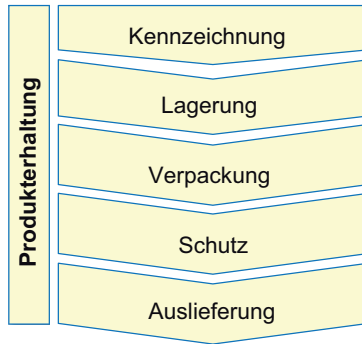 Produkterhaltung
Kennzeichnung
Lagerung
Verpackung
Schutz
Auslieferung